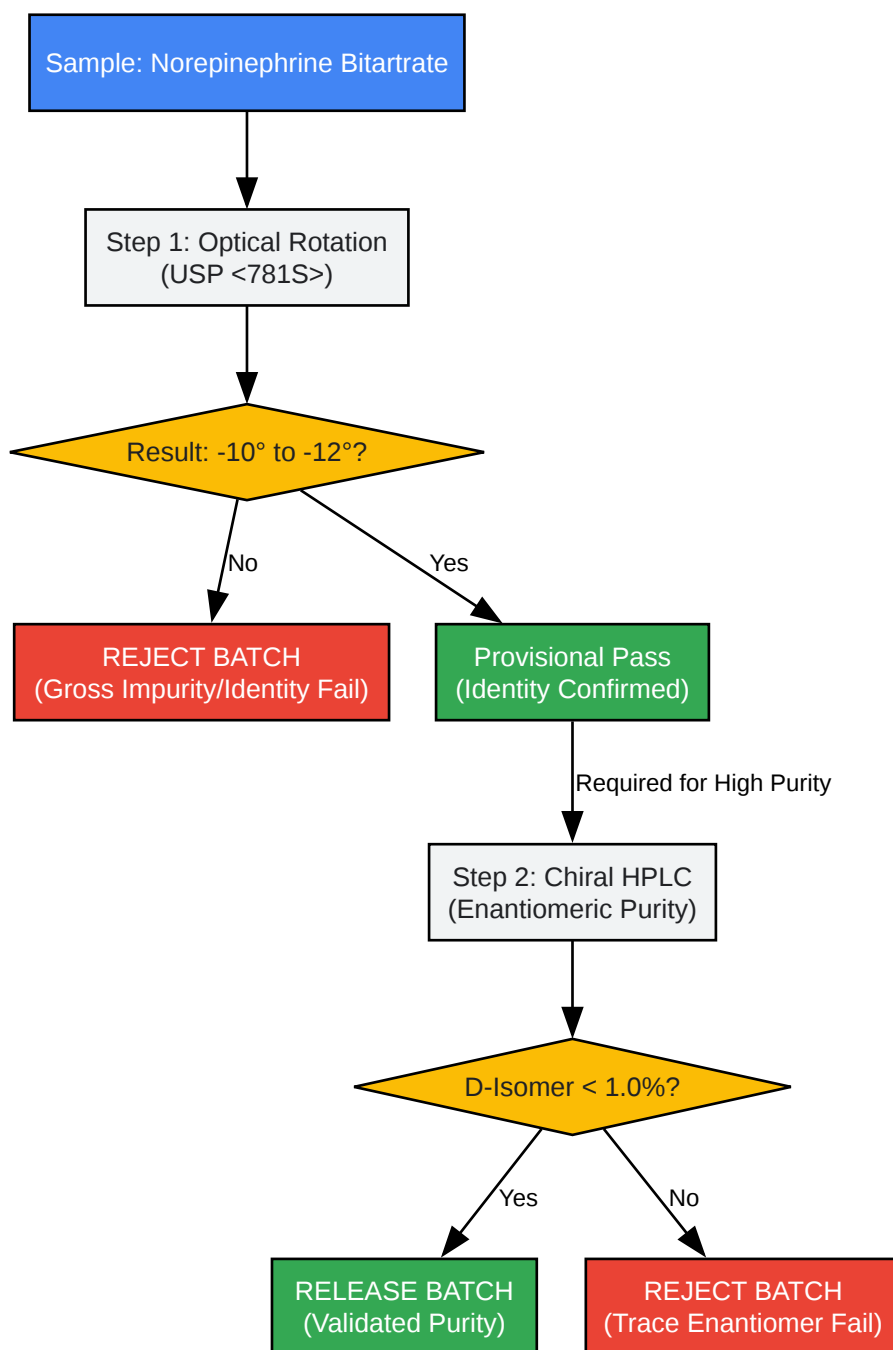 Sample: Norepinephrine Bitartrate
Step 1: Optical Rotation
(USP <781S>)
Result: -10° to -12°?
No
Yes
REJECT BATCH
(Gross Impurity/Identity Fail)
Provisional Pass
(Identity Confirmed)
Required for High Purity
Step 2: Chiral HPLC
(Enantiomeric Purity)
D-Isomer < 1.0%?
Yes
No
RELEASE BATCH
(Validated Purity)
REJECT BATCH
(Trace Enantiomer Fail)